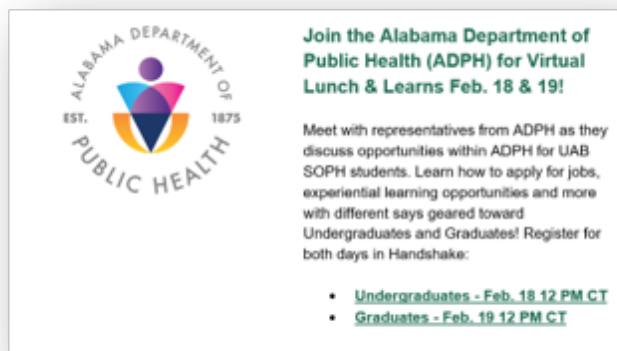 ALABAMA DEPARTMENT OF
PUBLIC HEALTH
EST. 1875
Join the Alabama Department of
Public Health (ADPH) for Virtual
Lunch & Learns Feb. 18 & 19!
Meet with representatives from ADPH as they
discuss opportunities within ADPH for UAB
SOPH students. Learn how to apply for jobs,
experiential learning opportunities and more
with different says geared toward
Undergraduates and Graduates! Register for
both days in Handshake:
• Undergraduates - Feb. 18 12 PM CT
• Graduates - Feb. 19 12 PM CT